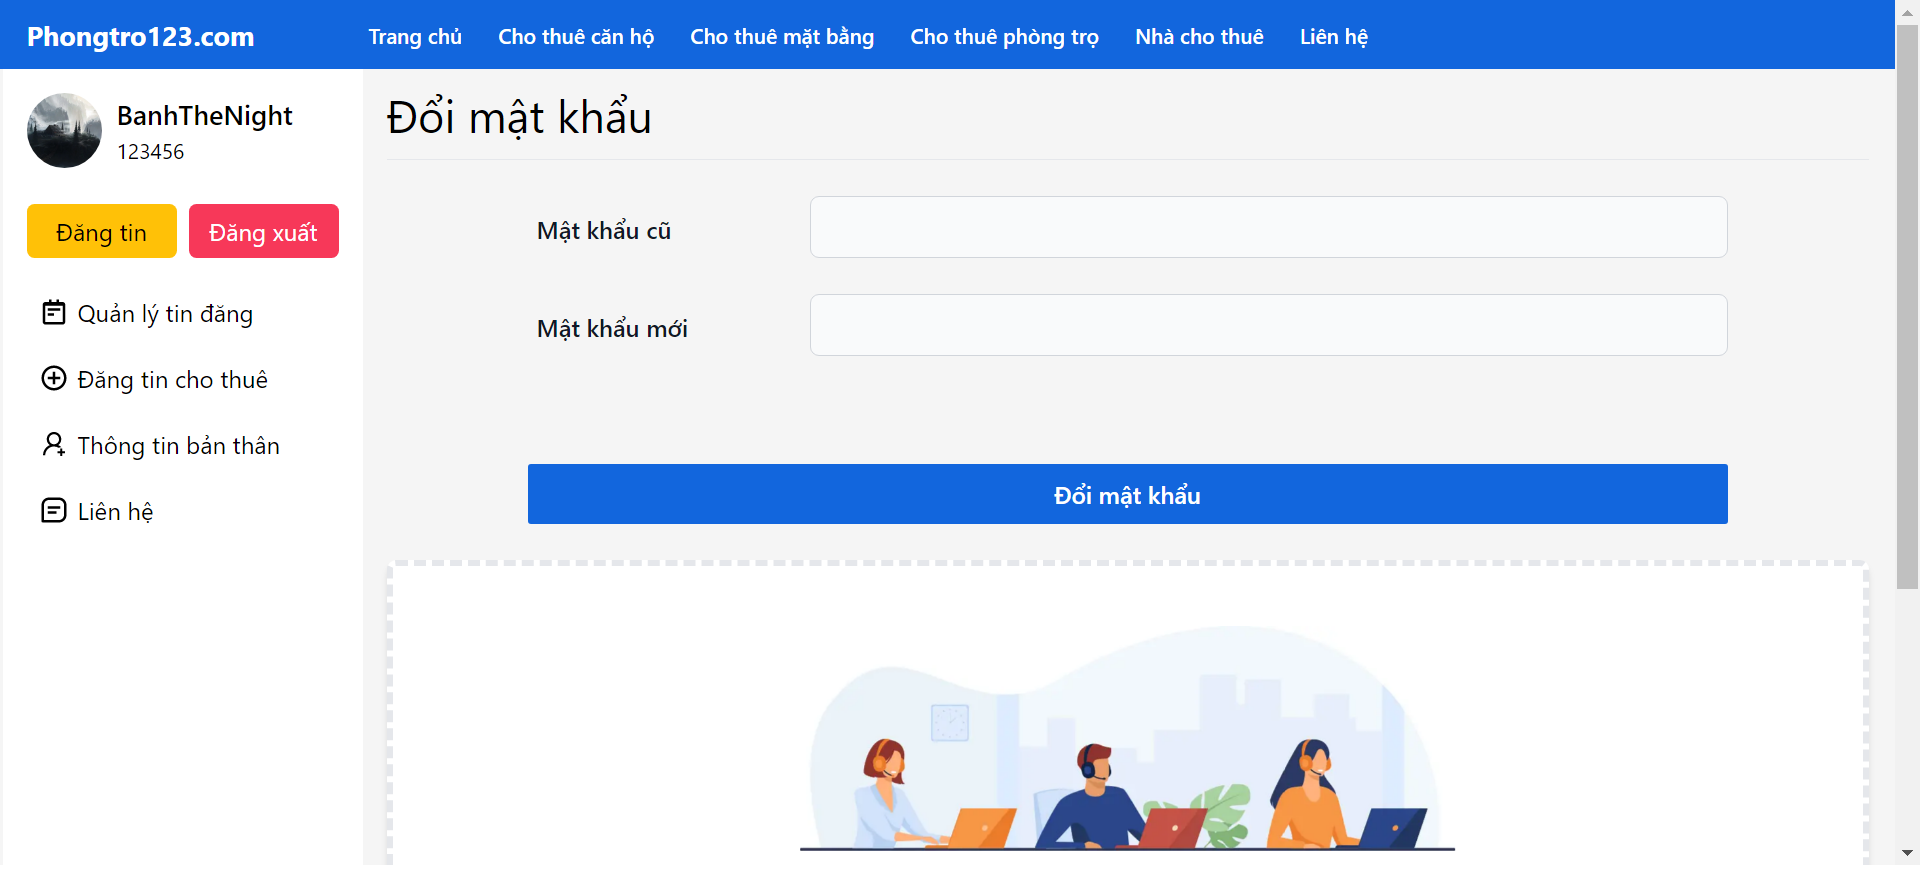 Phongtro123.com
Trang chủ
Cho thuê căn hộ
Cho thuê mặt bằng
Cho thuê phòng trọ
Nhà cho thuê
Liên hệ
BanhTheNight
123456
Đăng tin
Đăng xuất
Quản lý tin đăng
Đăng tin cho thuê
Thông tin bản thân
Liên hệ
Đổi mật khẩu
Mật khẩu cũ
Mật khẩu mới
Đổi mật khẩu